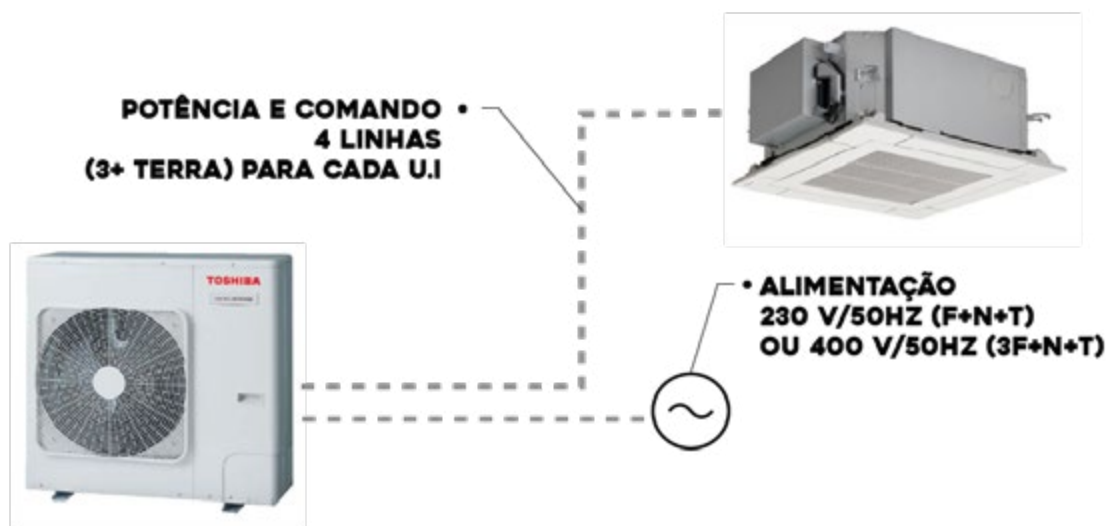 POTÊNCIA E COMANDO •
4 LINHAS
(3+ TERRA) PARA CADA U.I
TOSHIBA
• ALIMENTAÇÃO
230 V/50HZ (F+N+T)
OU 400 V/50HZ (3F+N+T)